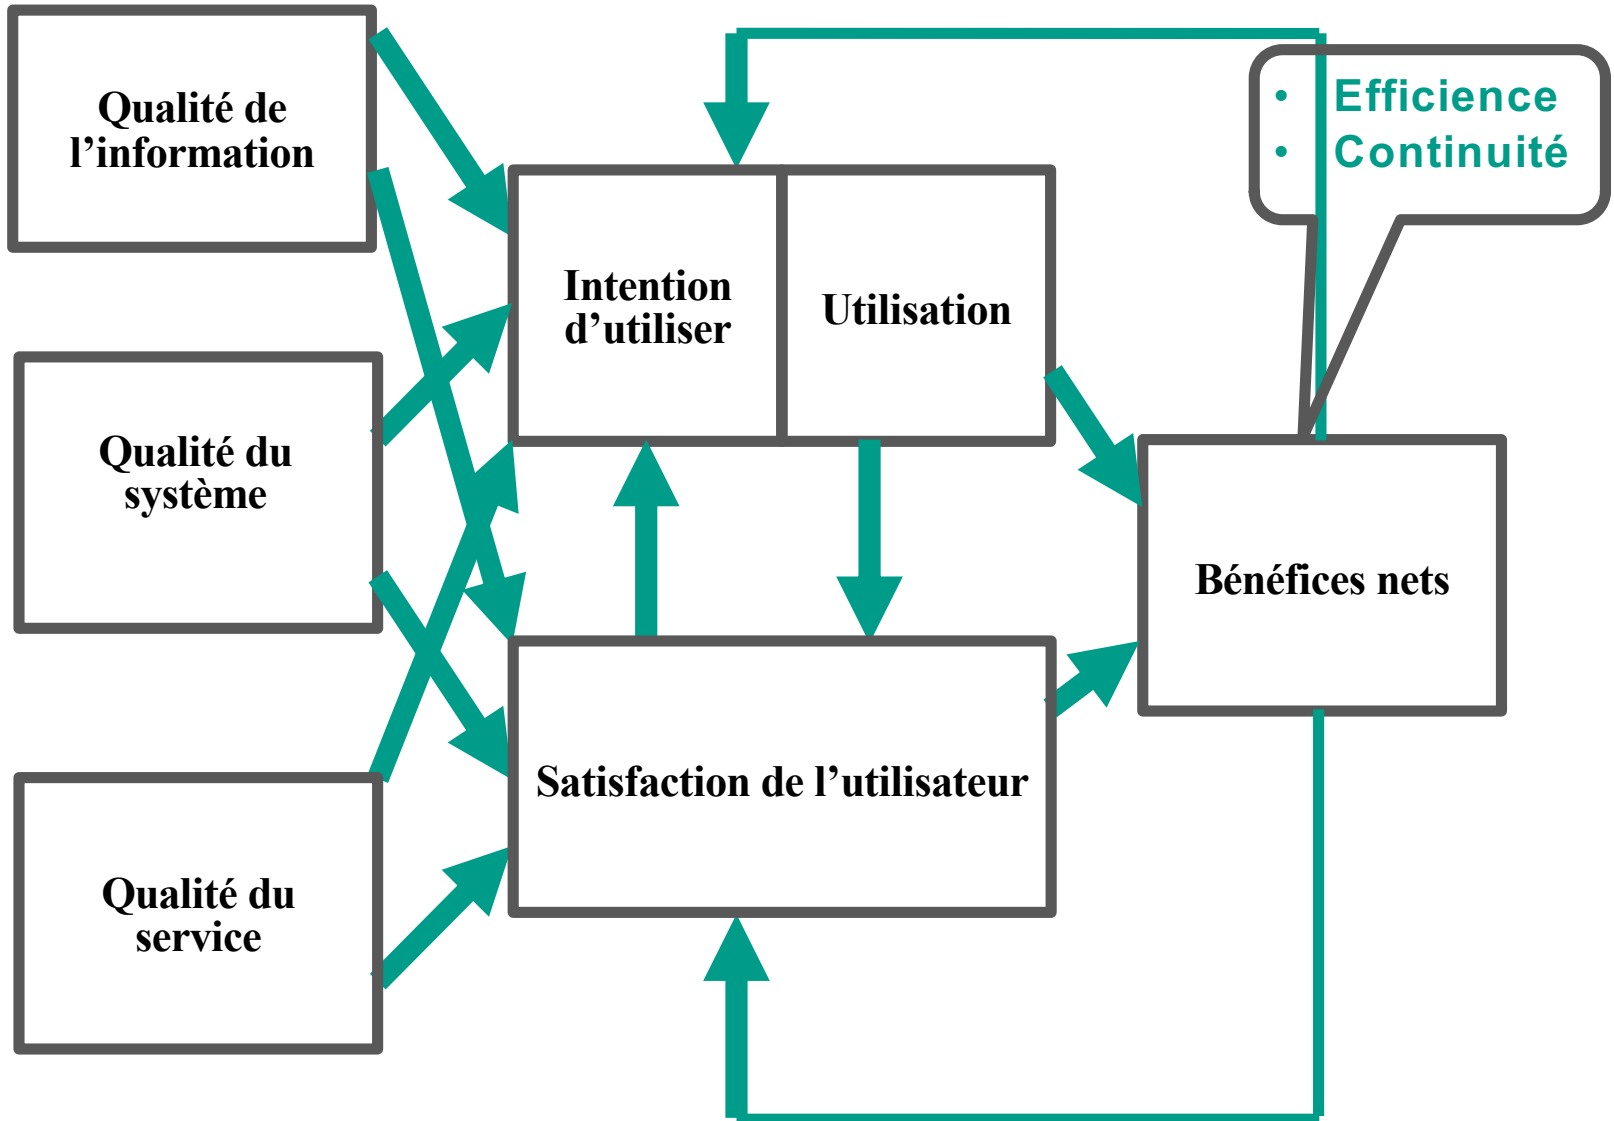 Qualité de
l’information
• Efficience
• Continuité
Intention
d’utiliser
Utilisation
Qualité du
système
Bénéfices nets
Satisfaction de l’utilisateur
Qualité du
service